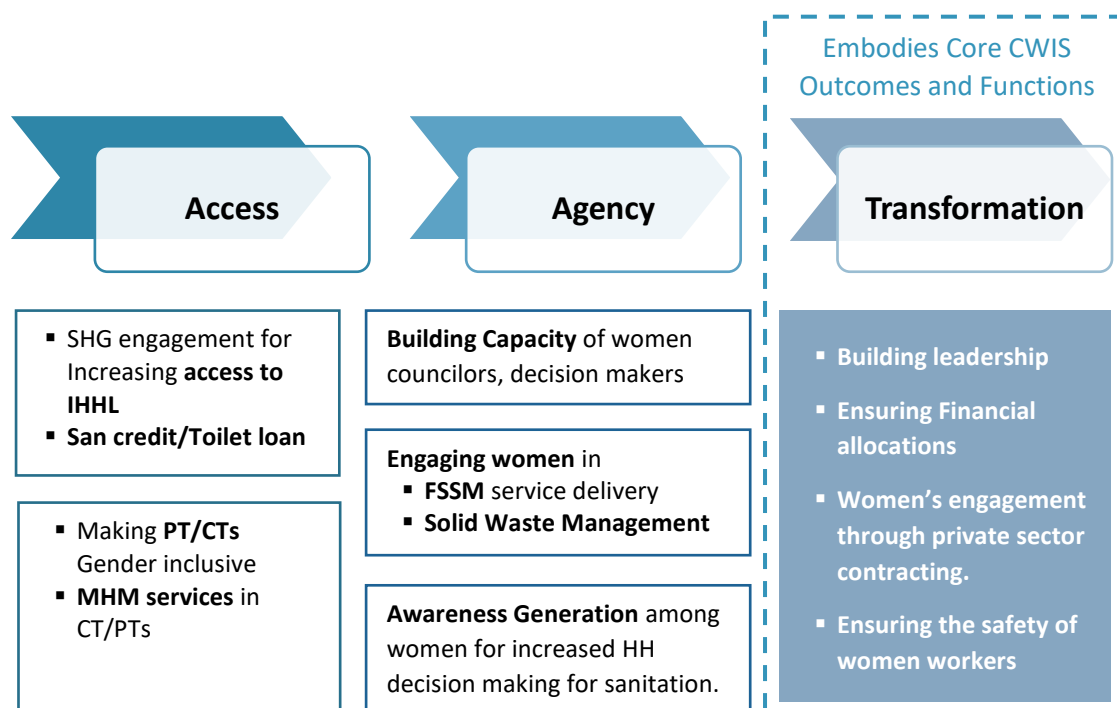 Embodies Core CWIS
Outcomes and Functions
Access
Agency
Transformation
▪ SHG engagement for
Increasing access to
IHHL
▪ San credit/Toilet loan
▪ Making PT/CTs
Gender inclusive
▪ MHM services in
CT/PTs
Building Capacity of women
councilors, decision makers
Engaging women in
▪ FSSM service delivery
▪ Solid Waste Management
Awareness Generation among
women for increased HH
decision making for sanitation.
▪ Building leadership
▪ Ensuring Financial
allocations
▪ Women’s engagement
through private sector
contracting.
▪ Ensuring the safety of
women workers